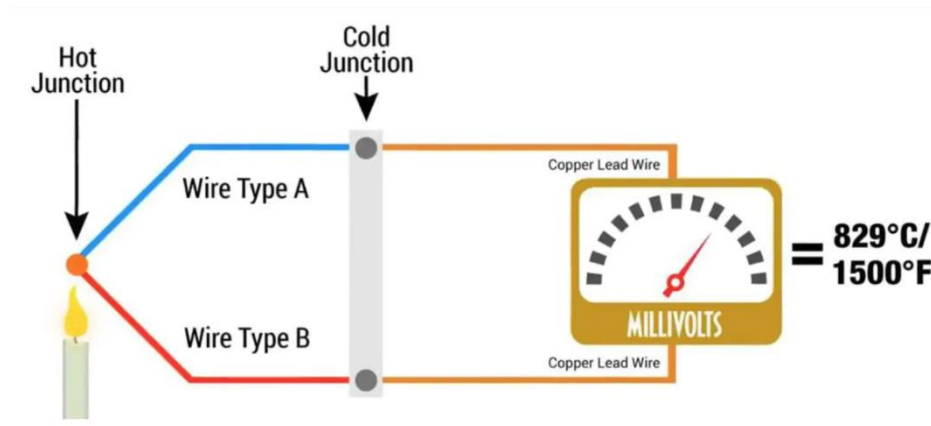 Hot
Junction
Cold
Junction
Wire Type A
Copper Lead Wire
MILLIVOLTS
= 829°C/
1500°F
Wire Type B
Copper Lead Wire